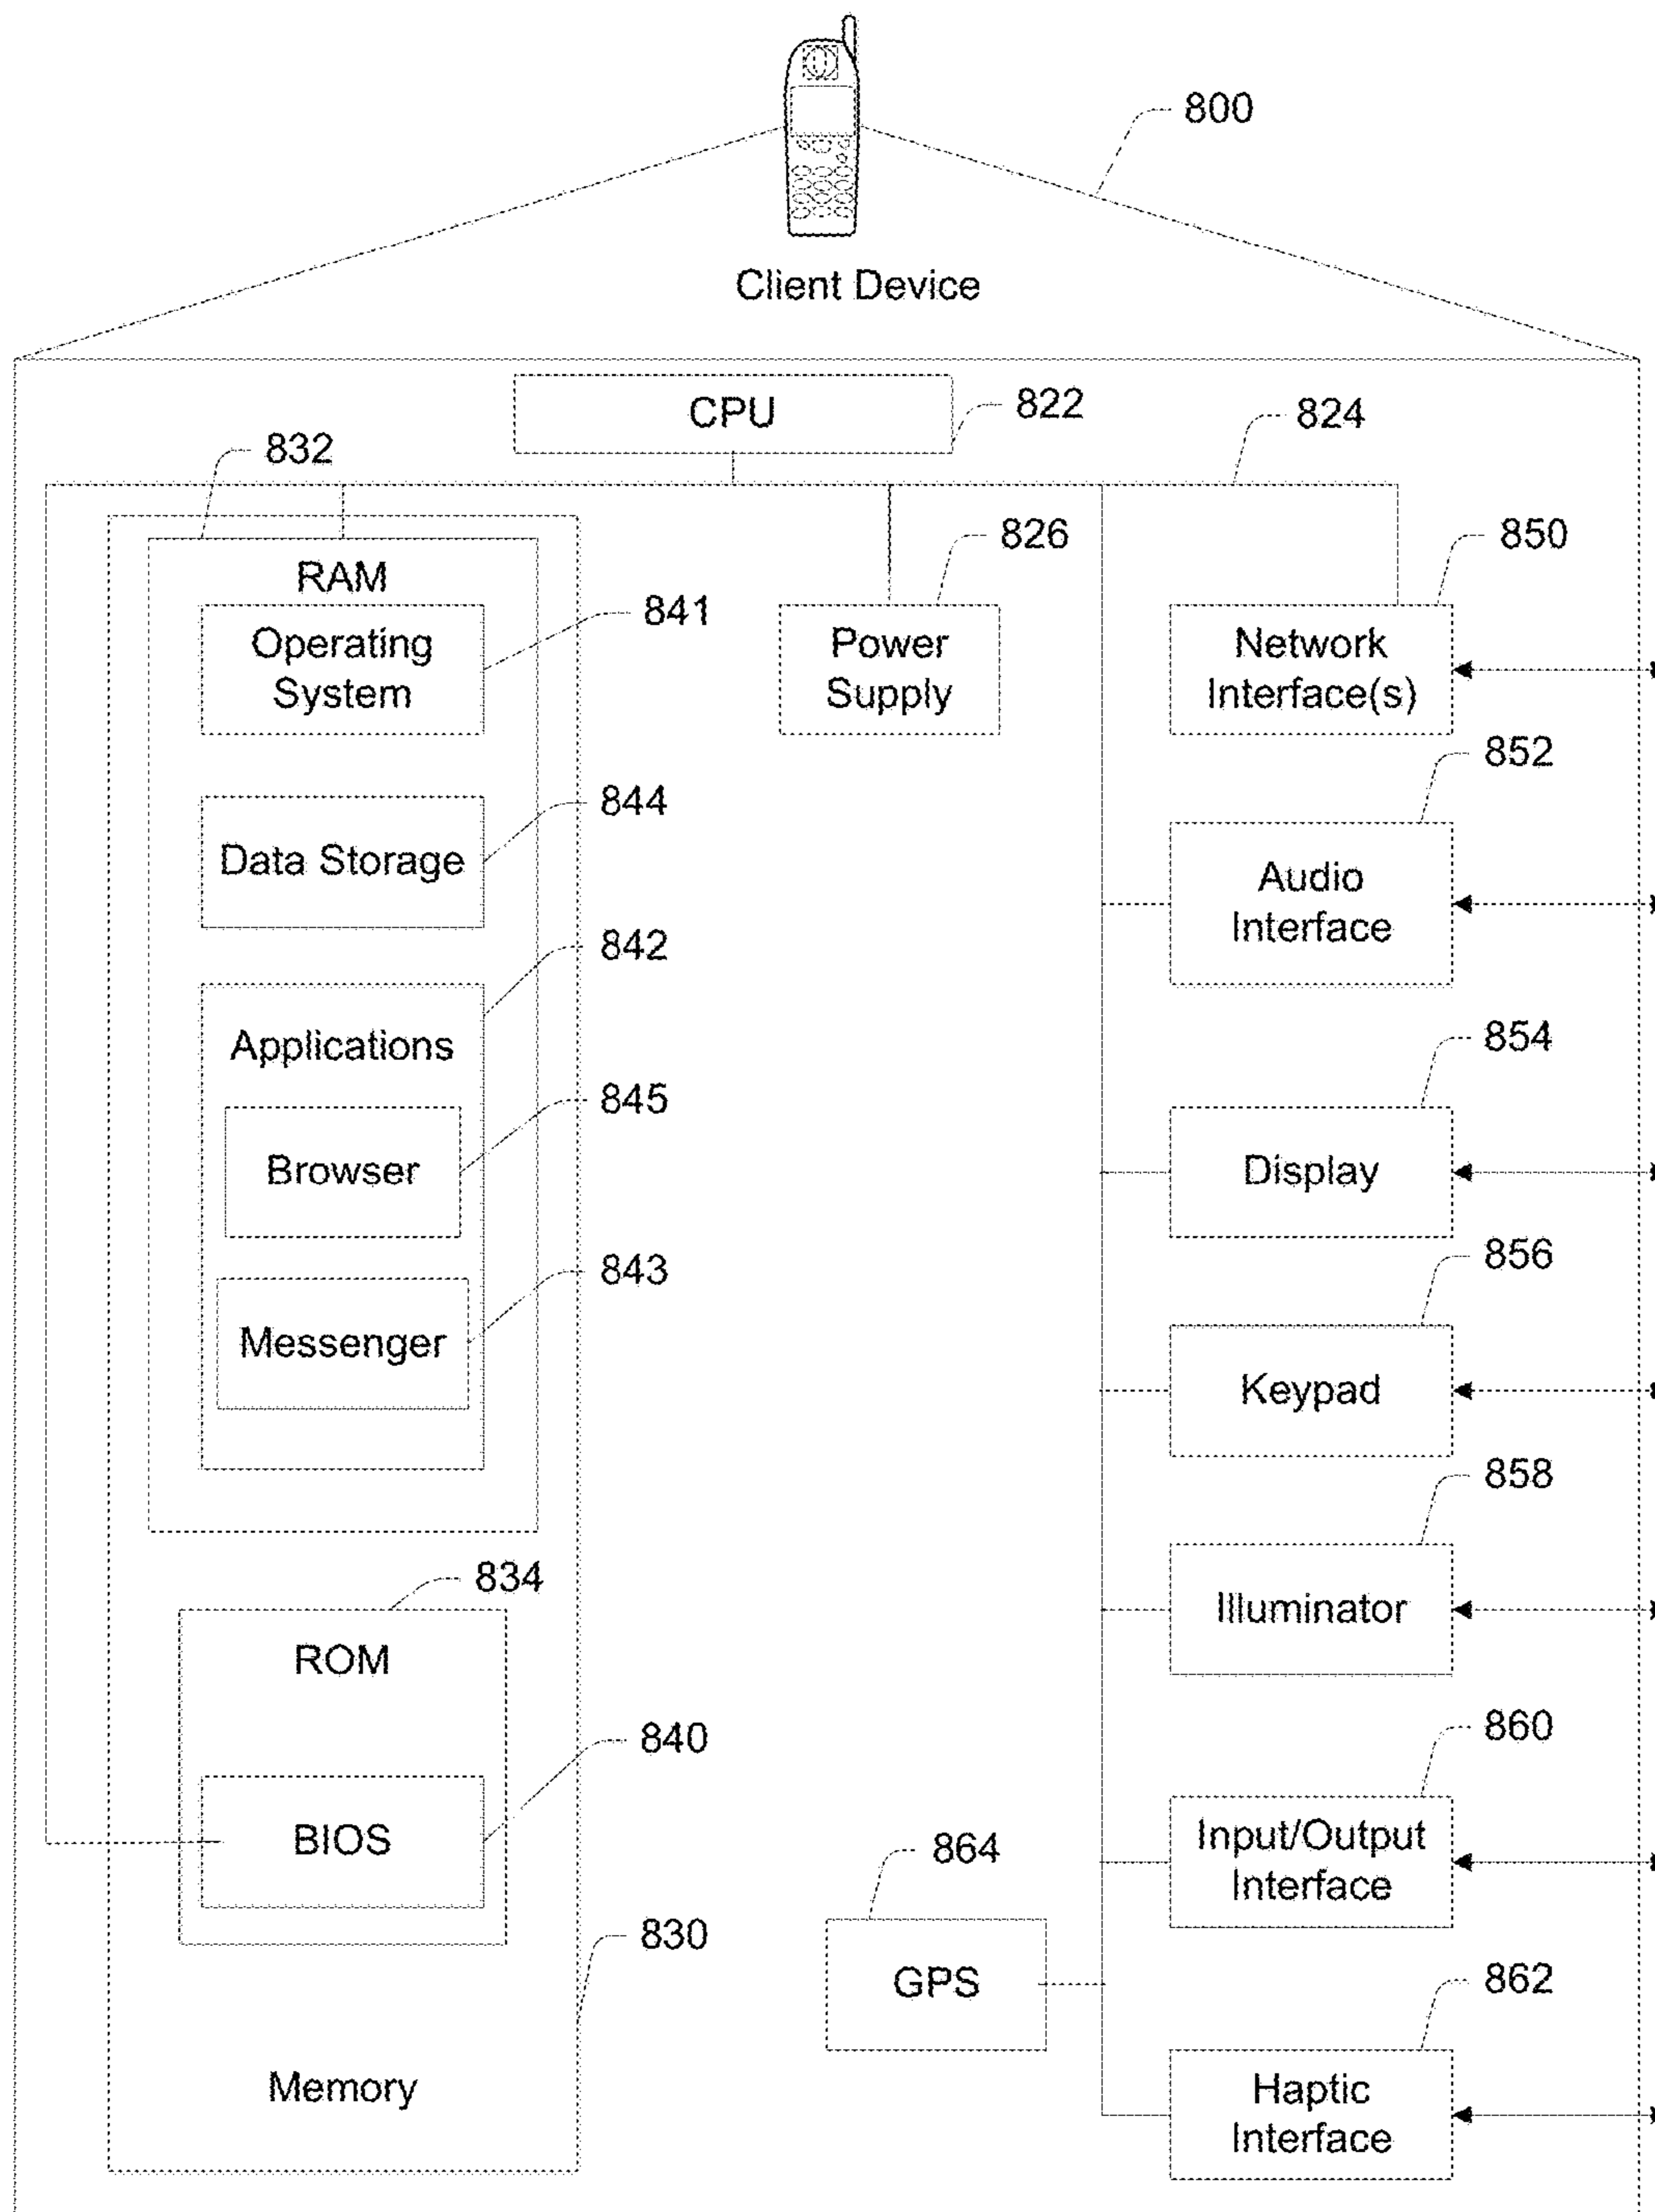 800
Client Device
CPU
822
824
832
826
850
RAM
Operating
System
841
Power
Supply
Network
Interface(s)
852
844
Data Storage
Audio
Interface
842
Applications
854
845
Browser
Display
856
843
Messenger
Keypad
858
834
ROM
Illuminator
840
BIOS
860
Input/Output
Interface
864
GPS
830
862
Memory
Haptic
Interface